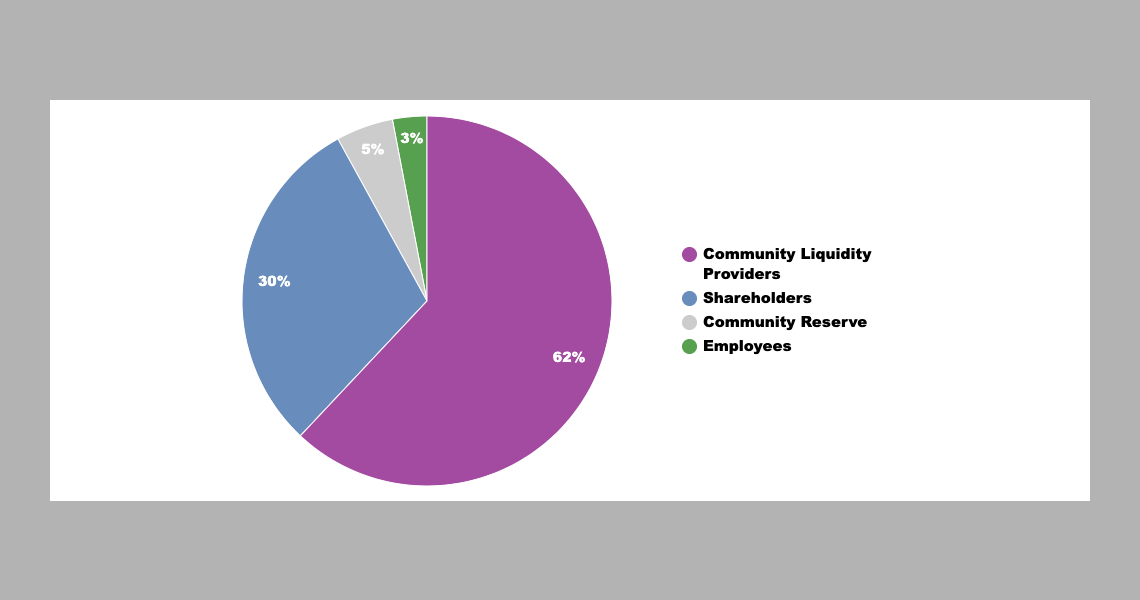 3%
5%
30%
62%
Community Liquidity
Providers
Shareholders
Community Reserve
Employees